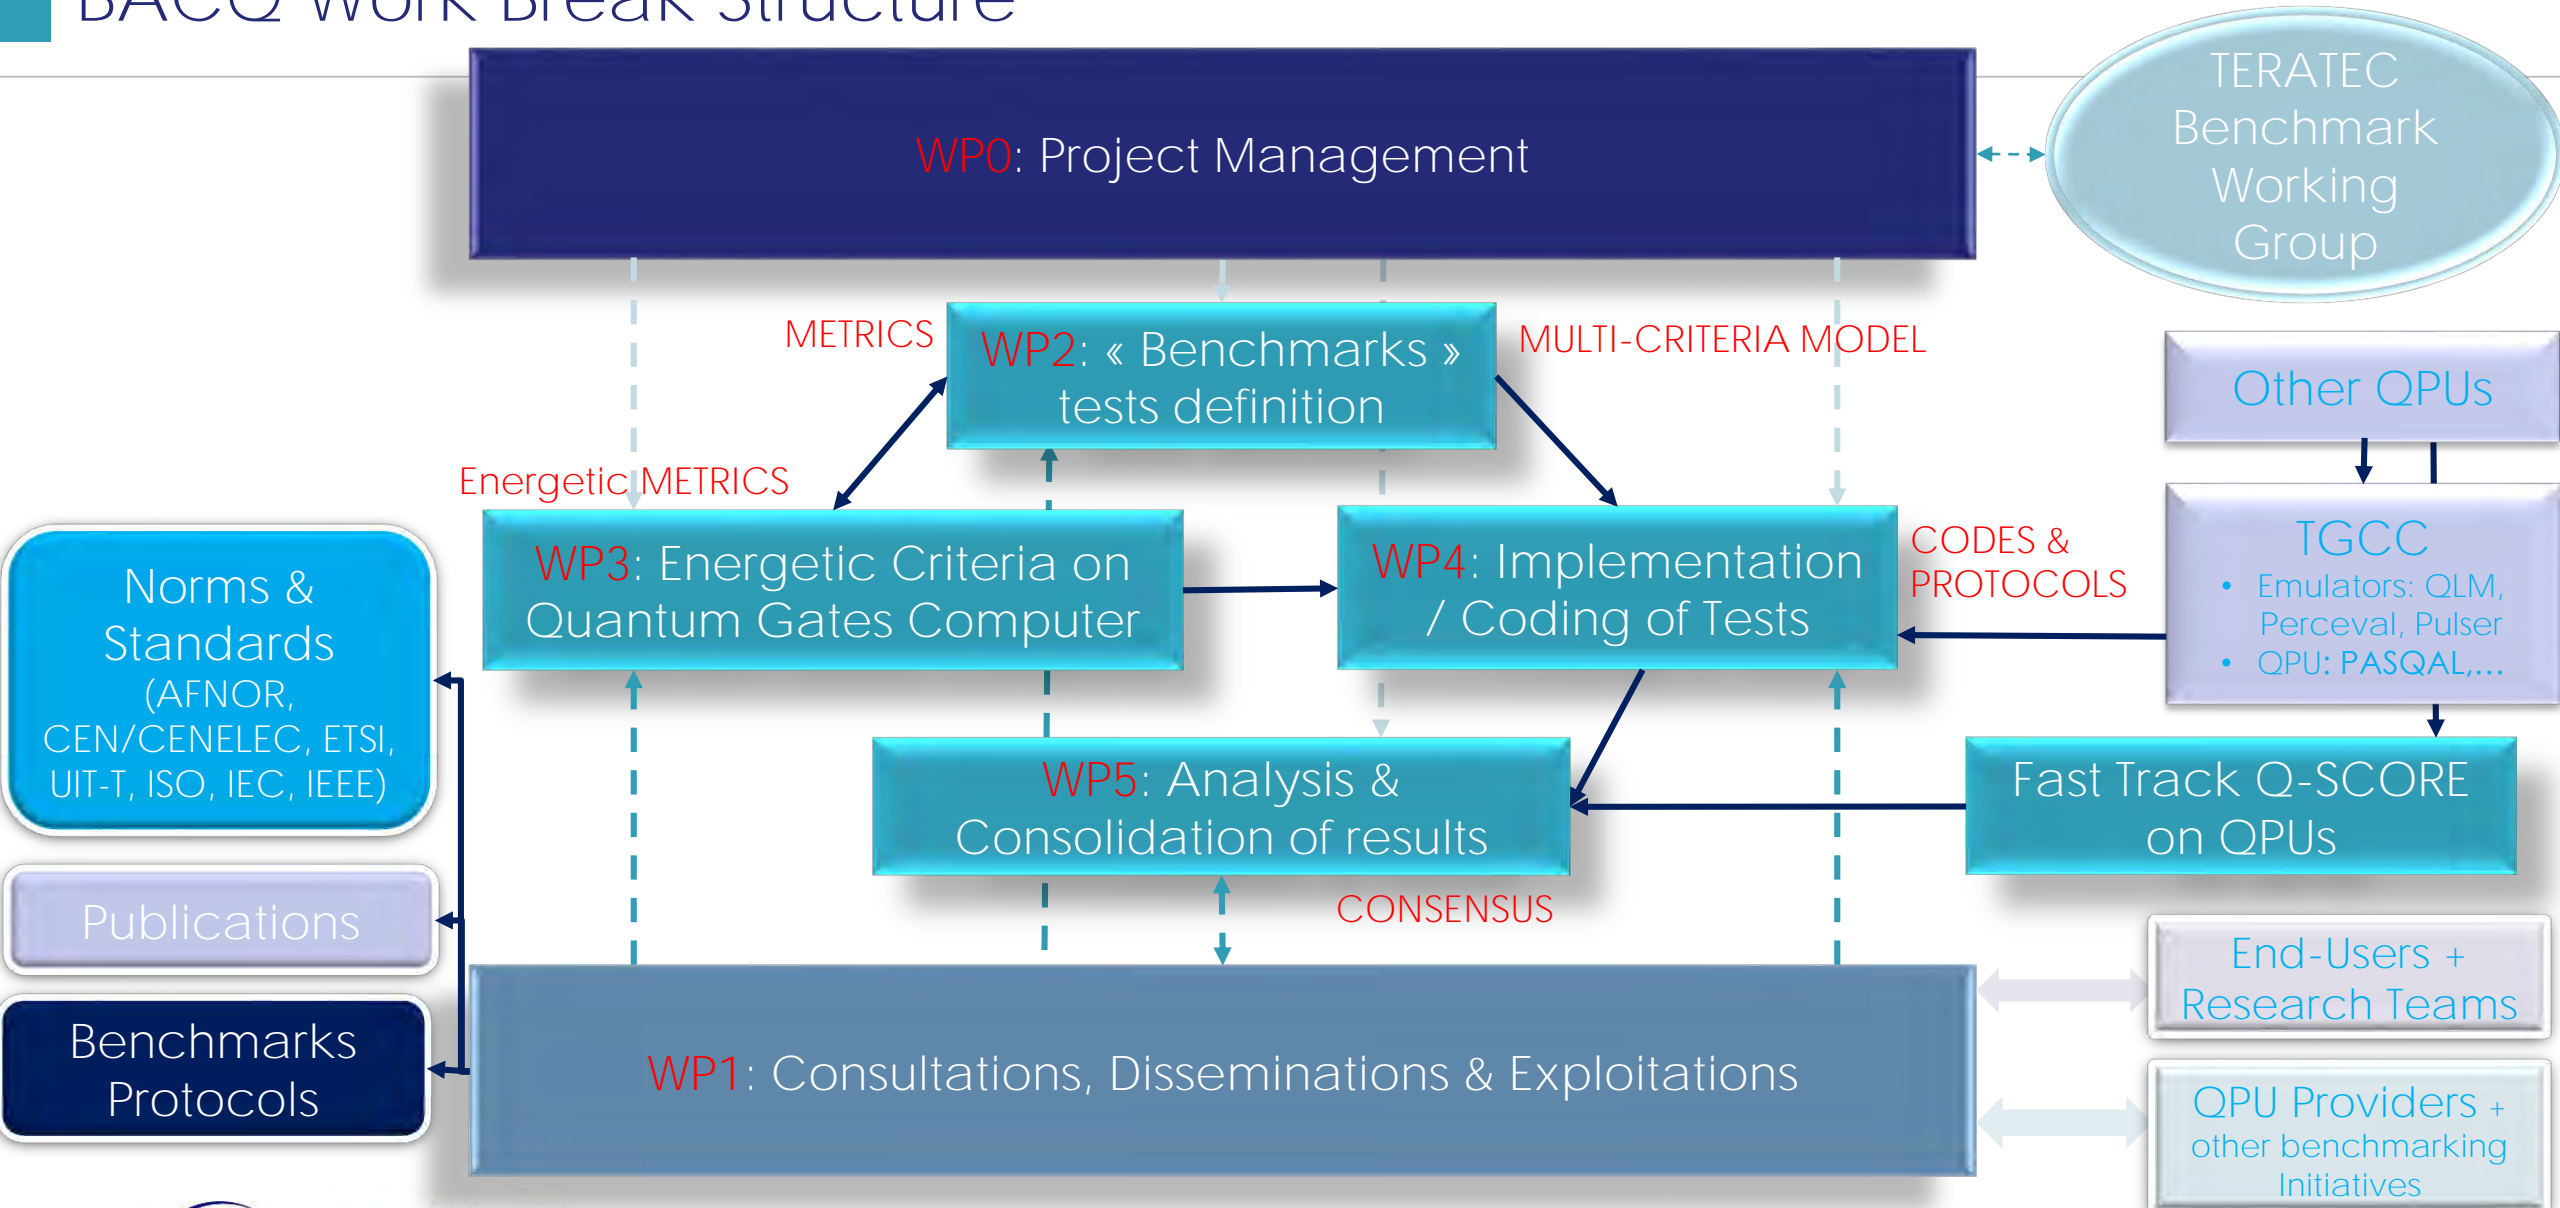 BACQ Work Break Structure
WP0: Project Management
TERATEC
Benchmark
Working
Group
METRICS
WP2: « Benchmarks »
tests definition
MULTI-CRITERIA MODEL
Other QPUs
Energetic METRICS
WP3: Energetic Criteria on
Quantum Gates Computer
WP4: Implementation
/ Coding of Tests
CODES &
PROTOCOLS
TGCC
• Emulators: QLM,
Perceval, Pulser
• QPU: PASQAL,...
Norms &
Standards
(AFNOR,
CEN/CENELEC, ETSI,
UIT-T, ISO, IEC, IEEE)
WP5: Analysis &
Consolidation of results
Fast Track Q-SCORE
on QPUs
CONSENSUS
Publications
Benchmarks
Protocols
WP1: Consultations, Disseminations & Exploitations
End-Users +
Research Teams
QPU Providers +
other benchmarking
Initiatives